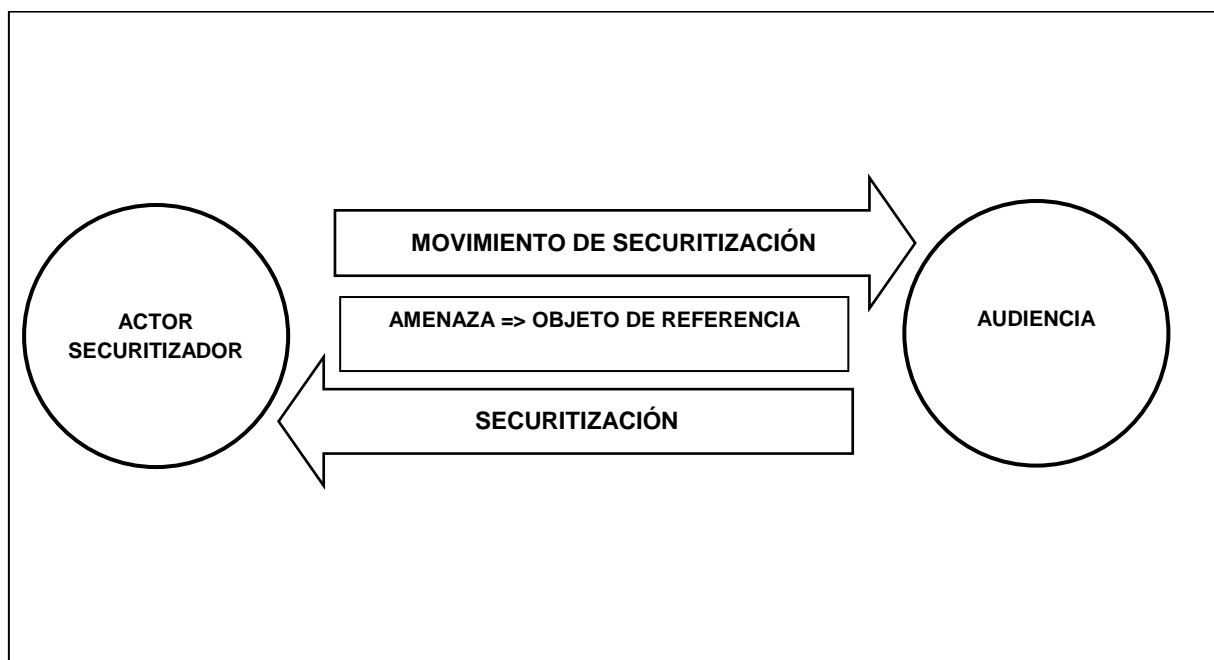 MOVIMIENTO DE SECURITIZACIÓN
ACTOR
SECURITIZADOR
AMENAZA => OBJETO DE REFERENCIA
AUDIENCIA
SECURITIZACIÓN